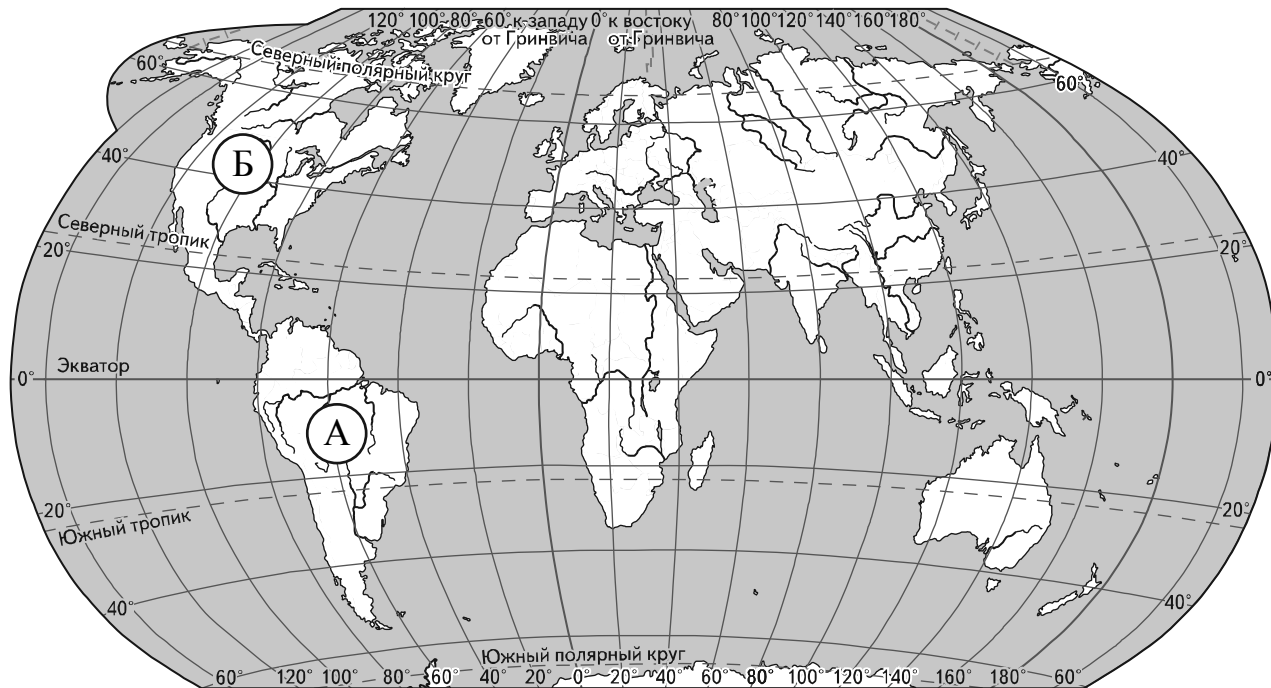 120° 100° 80° 60° к западу 0° к востоку 80° 100° 120° 140° 160° 180°
от Гринвича от Гринвича
Северный полярный круг
60° 60°
Б
40° 40°
Северный тропик
20° 20°
Экватор
0° 0°
А
20° 20°
Южный тропик
40° 40°
Южный полярный круг
60° 120° 100° 80° 60° 40° 20° 0° 20° 40° 60° 80° 100° 120° 140° 160° 180° 60°